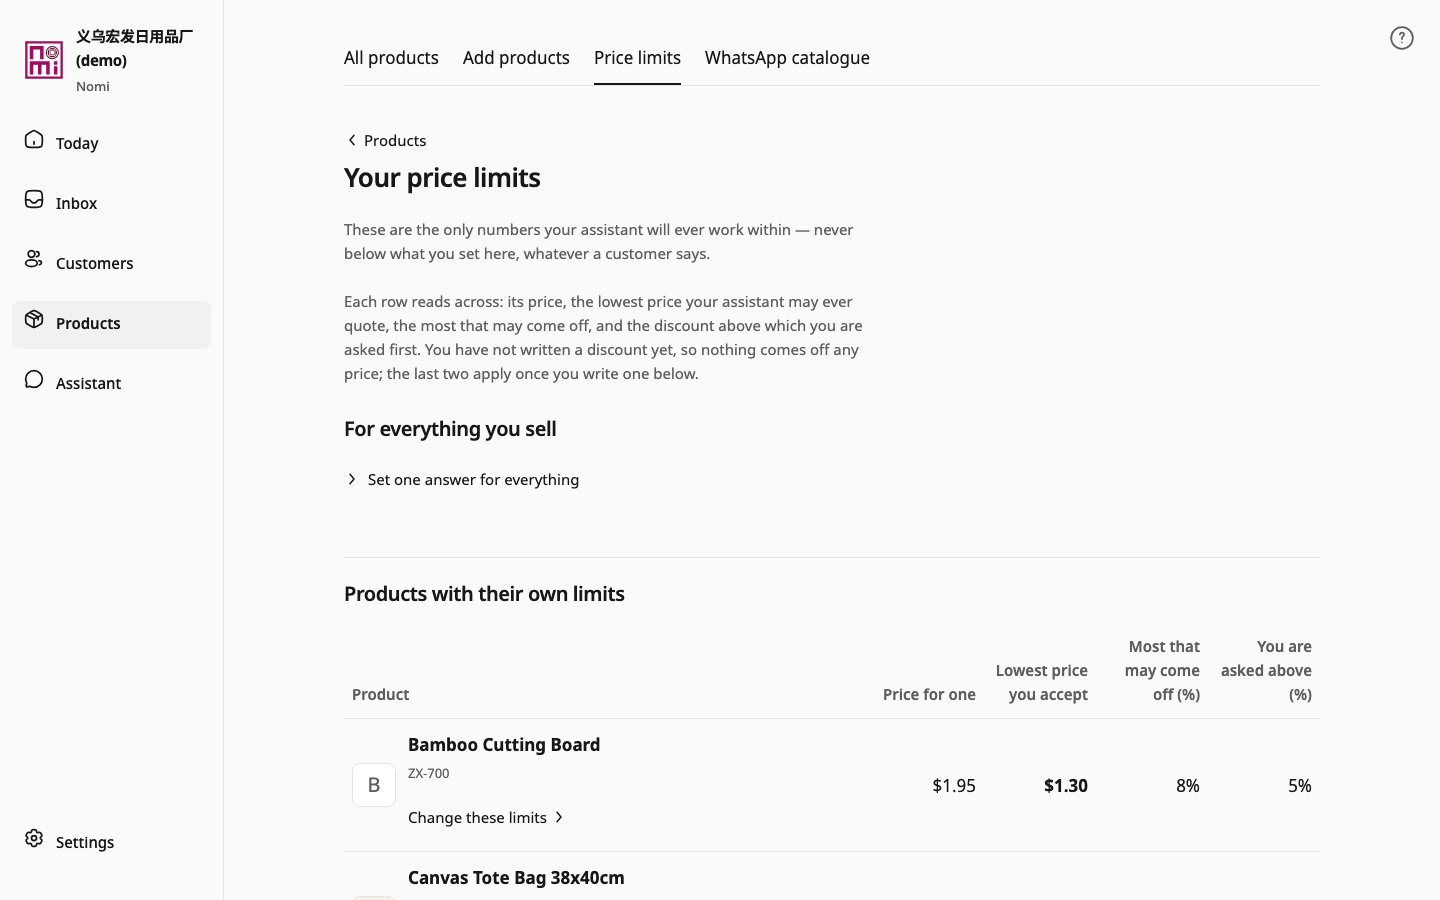 义乌宏发日用品厂
(demo)
Nomi
Today
Inbox
Customers
Products
Assistant
Settings
All products
Add products
Price limits
WhatsApp catalogue
Products
Your price limits
These are the only numbers your assistant will ever work within — never
below what you set here, whatever a customer says.
Each row reads across: its price, the lowest price your assistant may ever
quote, the most that may come off, and the discount above which you are
asked first. You have not written a discount yet, so nothing comes off any
price; the last two apply once you write one below.
For everything you sell
Set one answer for everything
Products with their own limits
Product
Price for one
Lowest price
you accept
Most that
may come
off (%)
You are
asked above
(%)
B
Bamboo Cutting Board
ZX-700
Change these limits
$1.95
$1.30
8%
5%
Canvas Tote Bag 38x40cm